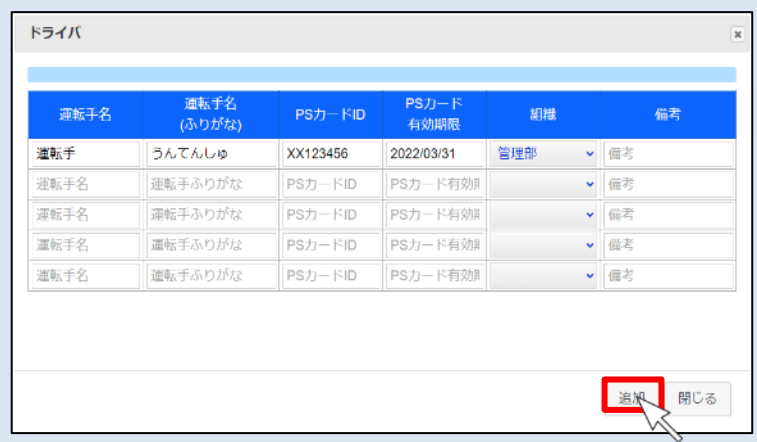 ドライバ
運転手名 運転手名 (ふりがな) PSカードID PSカード 有効期限 組織 備考
運転手 うんてんしゅ XX123456 2022/03/31 管理部 備考
運転手名 運転手ふりがな PSカードID PSカード有効期 備考
運転手名 運転手ふりがな PSカードID PSカード有効期 備考
運転手名 運転手ふりがな PSカードID PSカード有効期 備考
運転手名 運転手ふりがな PSカードID PSカード有効期 備考
追加 閉じる